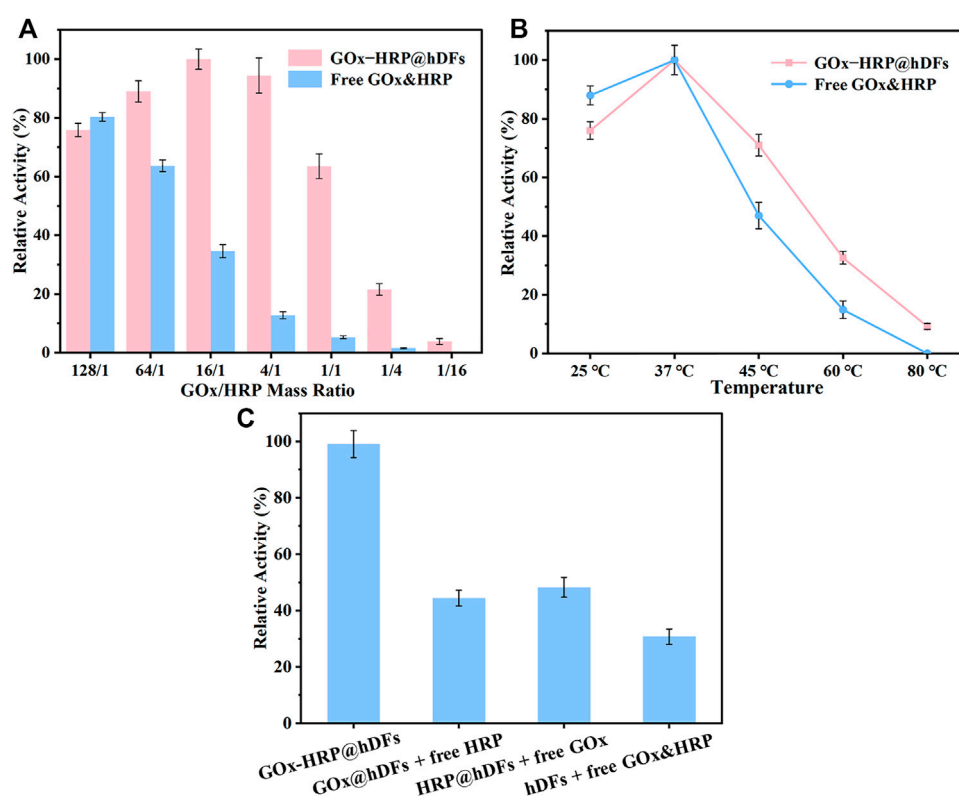 A
Relative Activity (%)
100
80
60
40
20
0
GOx−HRP@hDFs
Free GOx&HRP
128/1 64/1 16/1 4/1 1/1 1/4 1/16
GOx/HRP Mass Ratio
B
Relative Activity (%)
100
80
60
40
20
0
GOx−HRP@hDFs
Free GOx&HRP
25 °C 37 °C 45 °C 60 °C 80 °C
Temperature
C
Relative Activity (%)
100
80
60
40
20
0
GOx-HRP@hDFs
GOx@hDFs + free HRP
HRP@hDFs + free GOx
hDFs + free GOx&HRP